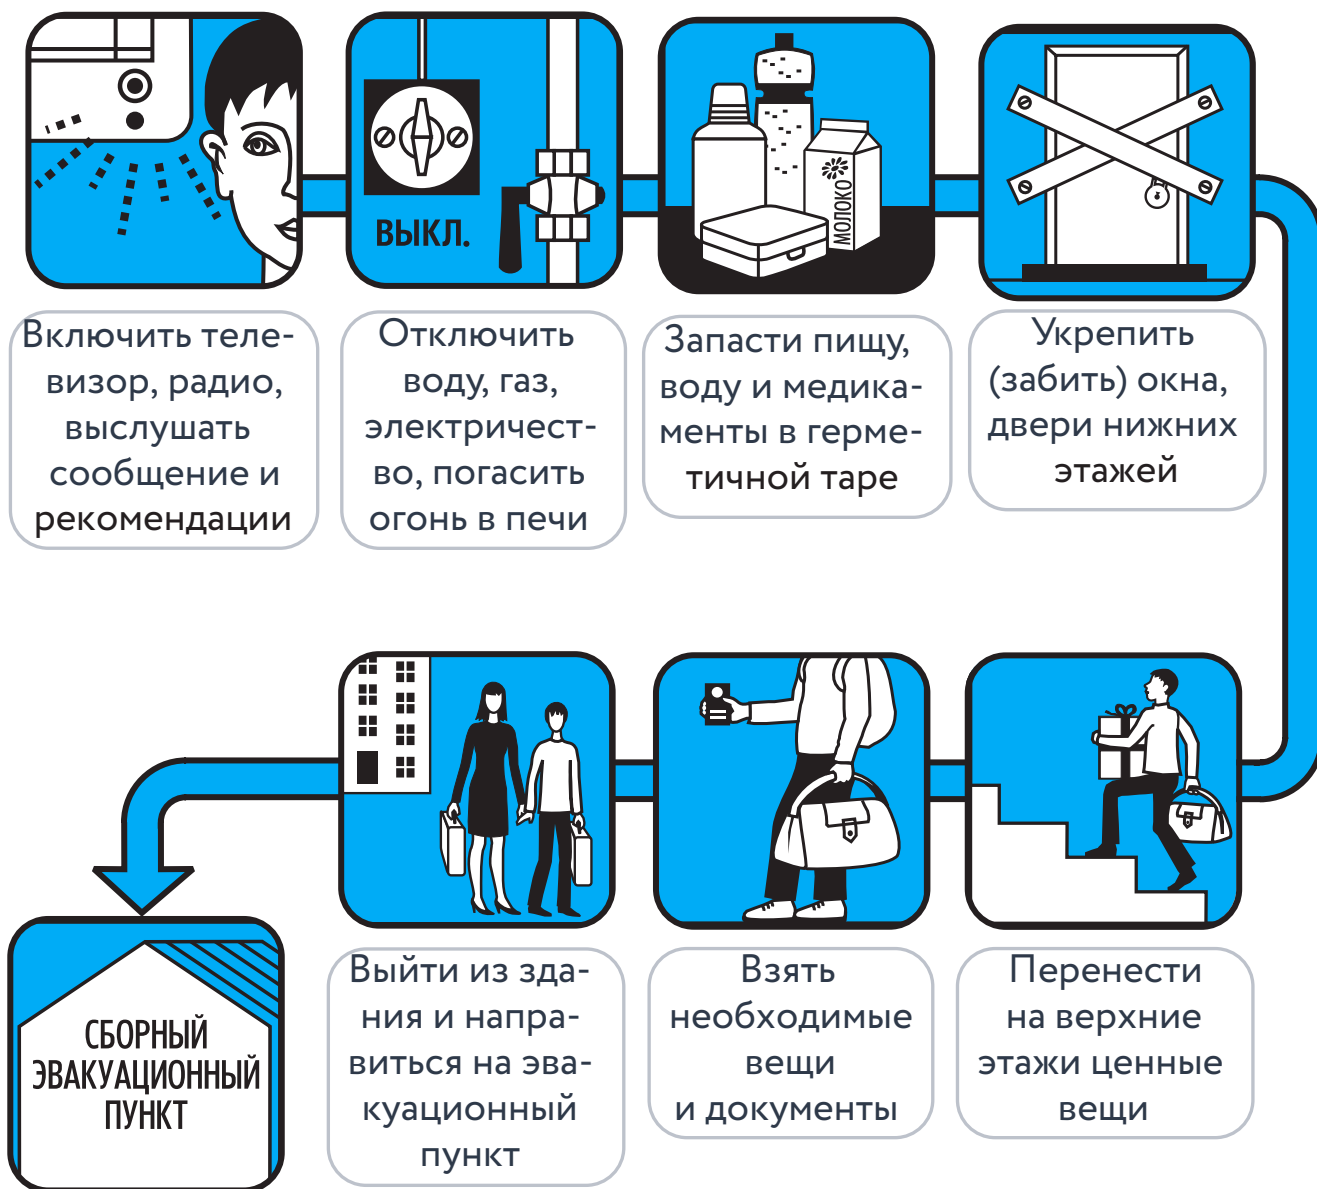 ВЫКЛ.
МОЛОКО
Включить теле-
визор, радио,
выслушать
сообщение и
рекомендации
Отключить
воду, газ,
электричест-
во, погасить
огонь в печи
Запасти пищу,
воду и медика-
менты в герме-
тичной таре
Укрепить
(забить) окна,
двери нижних
этажей
Перенести
на верхние
этажи ценные
вещи
Взять
необходимые
вещи
и документы
Выйти из зда-
ния и напра-
виться на эва-
куационный
пункт
СБОРНЫЙ
ЭВАКУАЦИОННЫЙ
ПУНКТ